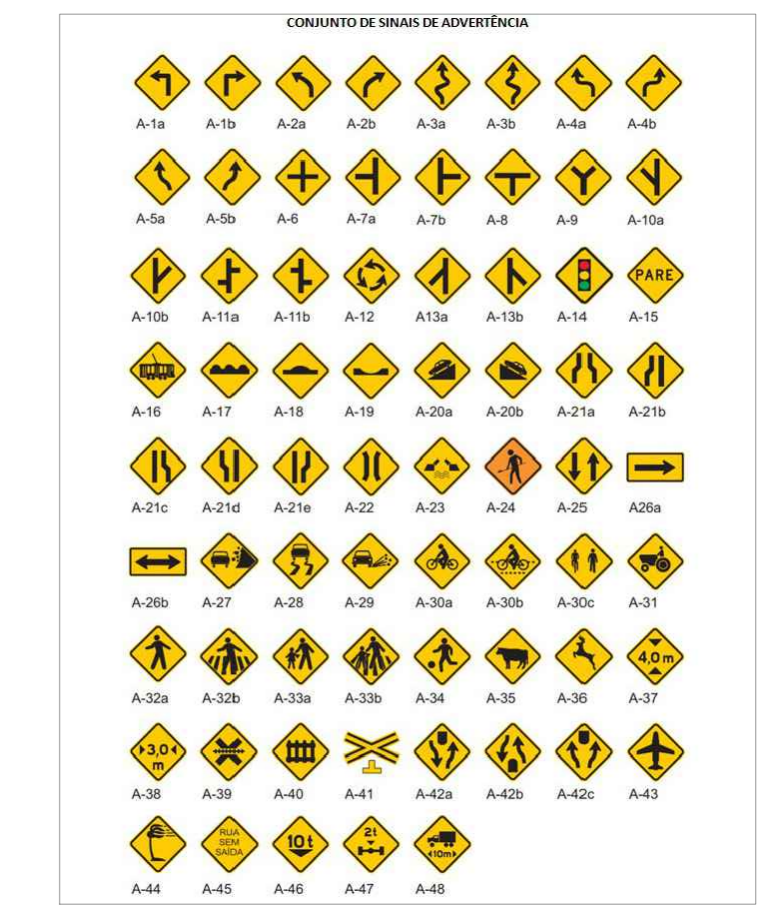 CONJUNTO DE SINAIS DE ADVERTÊNCIA
A-1a A-1b A-2a A-2b A-3a A-3b A-4a A-4b
A-5a A-5b A-6 A-7a A-7b A-8 A-9 A-10a
PARE
A-10b A-11a A-11b A-12 A13a A-13b A-14 A-15
A-16 A-17 A-18 A-19 A-20a A-20b A-21a A-21b
A-21c A-21d A-21e A-22 A-23 A-24 A-25 A26a
A-26b A-27 A-28 A-29 A-30a A-30b A-30c A-31
4,0 m
A-32a A-32b A-33a A-33b A-34 A-35 A-36 A-37
3,0
m
A-38 A-39 A-40 A-41 A-42a A-42b A-42c A-43
RUA
SEM
SAÍDA
10 t
2t
10m
A-44 A-45 A-46 A-47 A-48